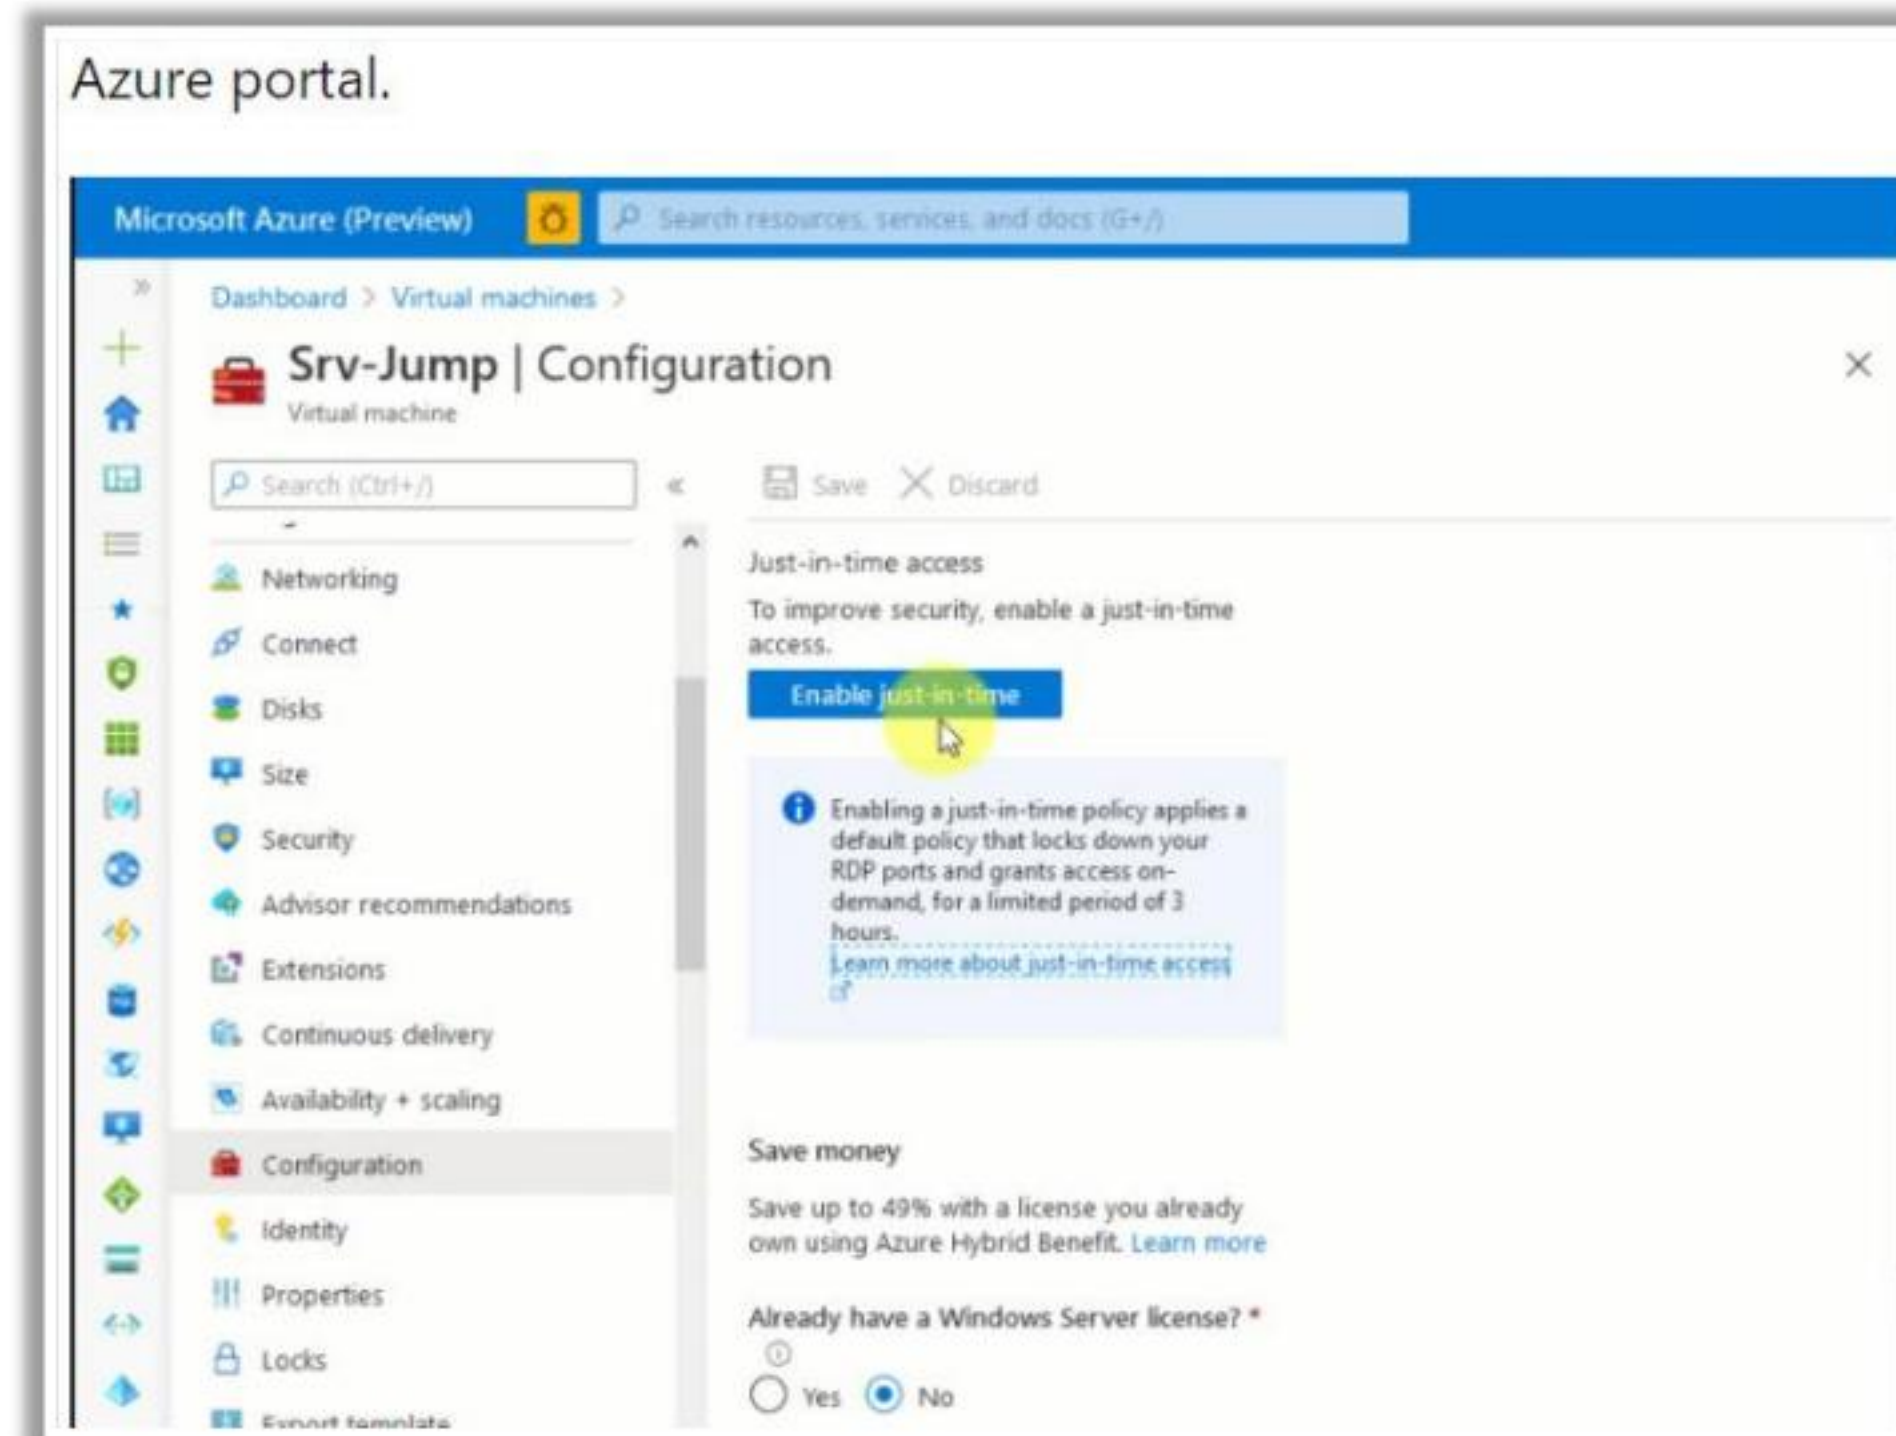 Azure portal.
Microsoft Azure (Preview)
Search resources, services, and docs (G+/)
Dashboard > Virtual machines >
Srv-Jump | Configuration
Virtual machine
Search (Ctrl+/)
«
Save
Discard
Networking
Connect
Disks
Size
Security
Advisor recommendations
Extensions
Continuous delivery
Availability + scaling
Configuration
Identity
Properties
Locks
Export template
Just-in-time access
To improve security, enable a just-in-time
access.
Enable just-in-time
Enabling a just-in-time policy applies a
default policy that locks down your
RDP ports and grants access on-
demand, for a limited period of 3
hours.
Learn more about just-in-time access
Save money
Save up to 49% with a license you already
own using Azure Hybrid Benefit. Learn more
Already have a Windows Server license? *
Yes
No